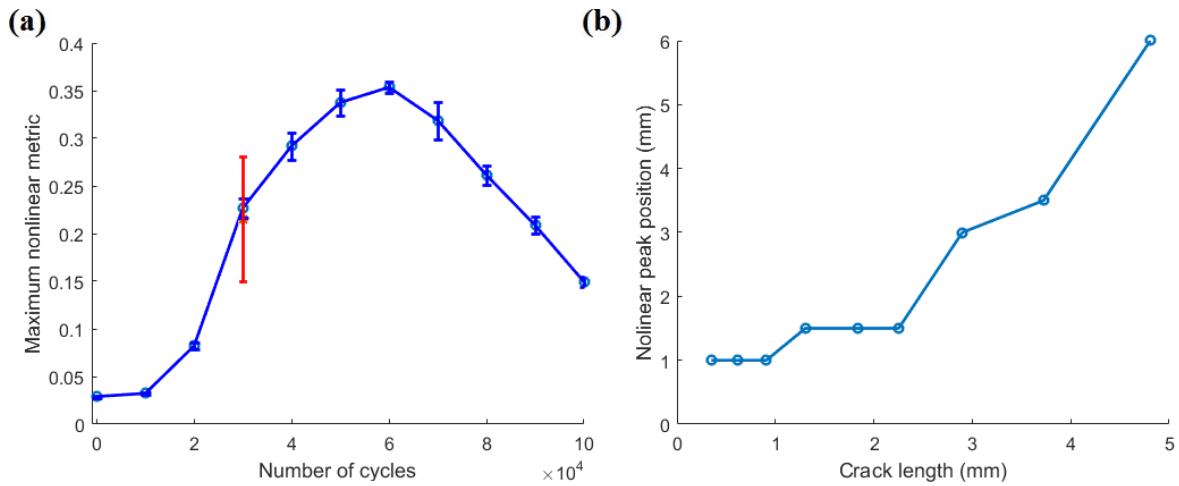 (a)
Maximum nonlinear metric
0.4
0.35
0.3
0.25
0.2
0.15
0.1
0.05
0
0 2 4 6 8 10
Number of cycles
×10⁴
(b)
Nolinear peak position (mm)
6
5
4
3
2
1
0
0 1 2 3 4 5
Crack length (mm)